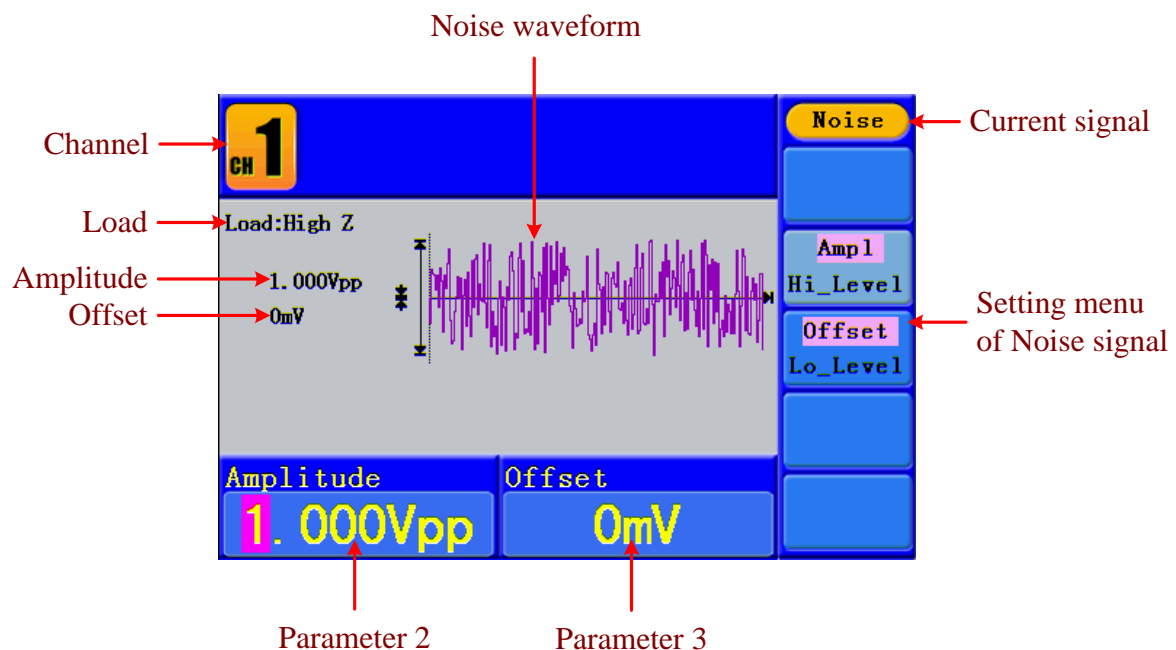 Noise waveform
Channel
CH 1
Noise
Current signal
Load
Load:High Z
Amplitude
1.000Vpp
Offset
0mV
Ampl
Hi_Level
Offset
Lo_Level
Setting menu
of Noise signal
Amplitude
Offset
1.000Vpp
0mV
Parameter 2
Parameter 3